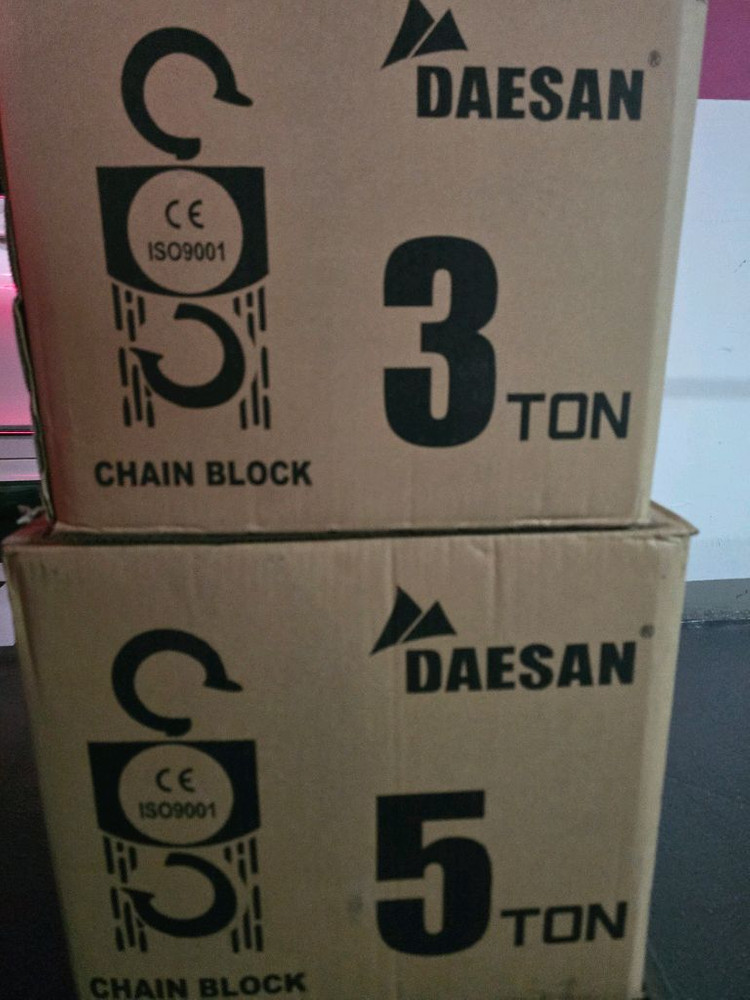 DAESAN®
CE
ISO9001
3 TON
CHAIN BLOCK
DAESAN®
CE
ISO9001
5 TON
CHAIN BLOCK